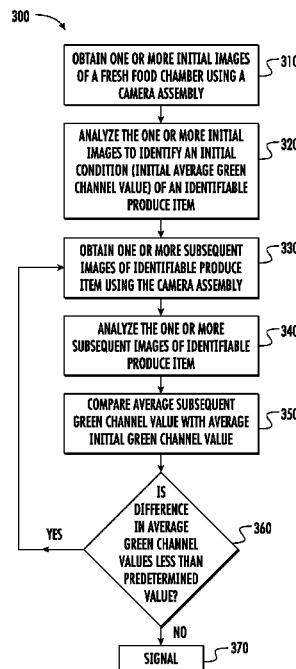 300
OBTAIN ONE OR MORE INITIAL IMAGES
OF A FRESH FOOD CHAMBER USING A
CAMERA ASSEMBLY
310
ANALYZE THE ONE OR MORE INITIAL
IMAGES TO IDENTIFY AN INITIAL
CONDITION (INITIAL AVERAGE GREEN
CHANNEL VALUE) OF AN IDENTIFIABLE
PRODUCE ITEM
320
OBTAIN ONE OR MORE SUBSEQUENT
IMAGES OF IDENTIFIABLE PRODUCE
ITEM USING THE CAMERA ASSEMBLY
330
ANALYZE THE ONE OR MORE
SUBSEQUENT IMAGES OF IDENTIFIABLE
PRODUCE ITEM
340
COMPARE AVERAGE SUBSEQUENT
GREEN CHANNEL VALUE WITH AVERAGE
INITIAL GREEN CHANNEL VALUE
350
IS
DIFFERENCE
IN AVERAGE
GREEN CHANNEL
VALUES LESS THAN
PREDETERMINED
VALUE?
360
YES
NO
SIGNAL
370